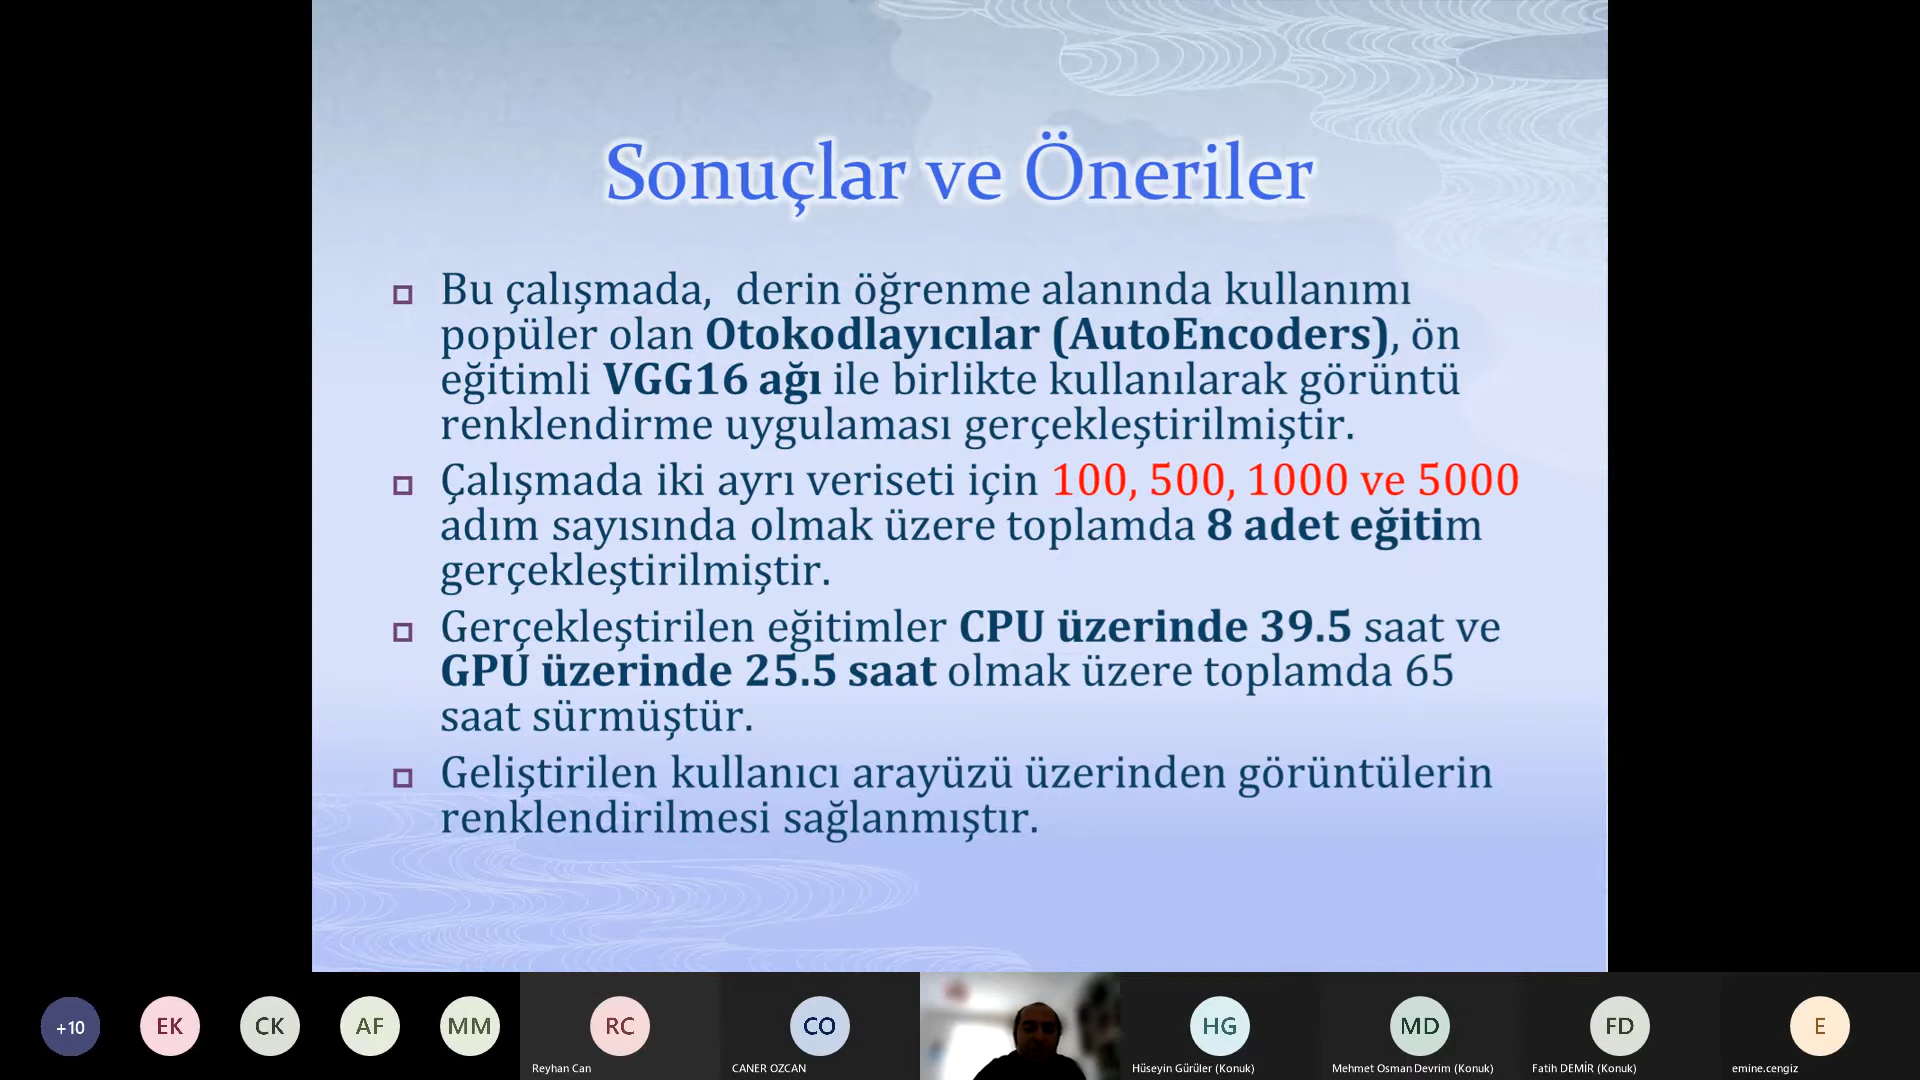 Sonuçlar ve Öneriler
Bu çalışmada, derin öğrenme alanında kullanımı
popüler olan Otokodlayıcılar (AutoEncoders), ön
eğitimli VGG16 ağı ile birlikte kullanılarak görüntü
renklendirme uygulaması gerçekleştirilmiştir.
Çalışmada iki ayrı veriseti için 100, 500, 1000 ve 5000
adım sayısında olmak üzere toplamda 8 adet eğitim
gerçekleştirilmiştir.
Gerçekleştirilen eğitimler CPU üzerinde 39.5 saat ve
GPU üzerinde 25.5 saat olmak üzere toplamda 65
saat sürmüştür.
Geliştirilen kullanıcı arayüzü üzerinden görüntülerin
renklendirilmesi sağlanmıştır.
+10 EK CK AF MM RC CO HG MD FD E
Reyhan Can CANER OZCAN Hüseyin Gürüler (Konuk) Mehmet Osman Devrim (Konuk) Fatih DEMİR (Konuk) emine.cengiz